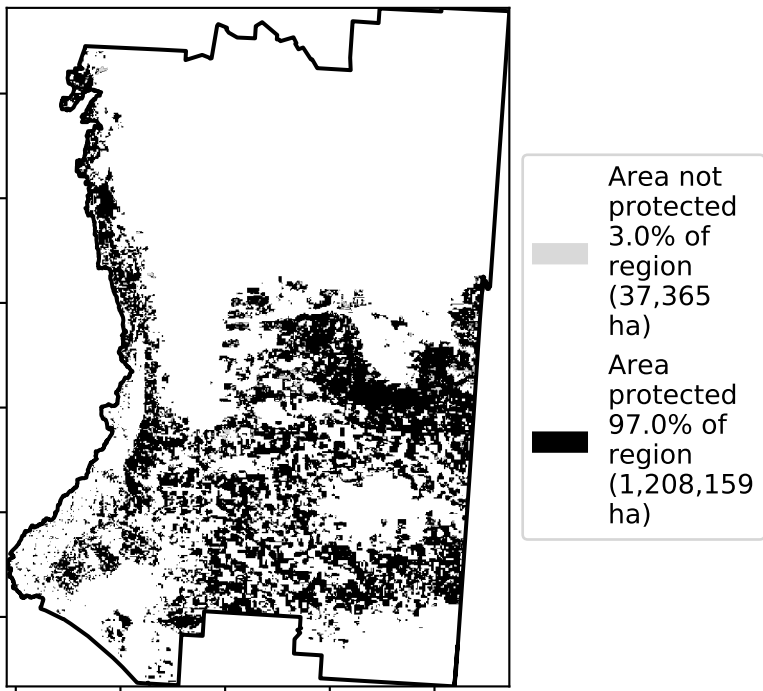 Area not
protected
3.0% of
region
(37,365
ha)
Area
protected
97.0% of
region
(1,208,159
ha)